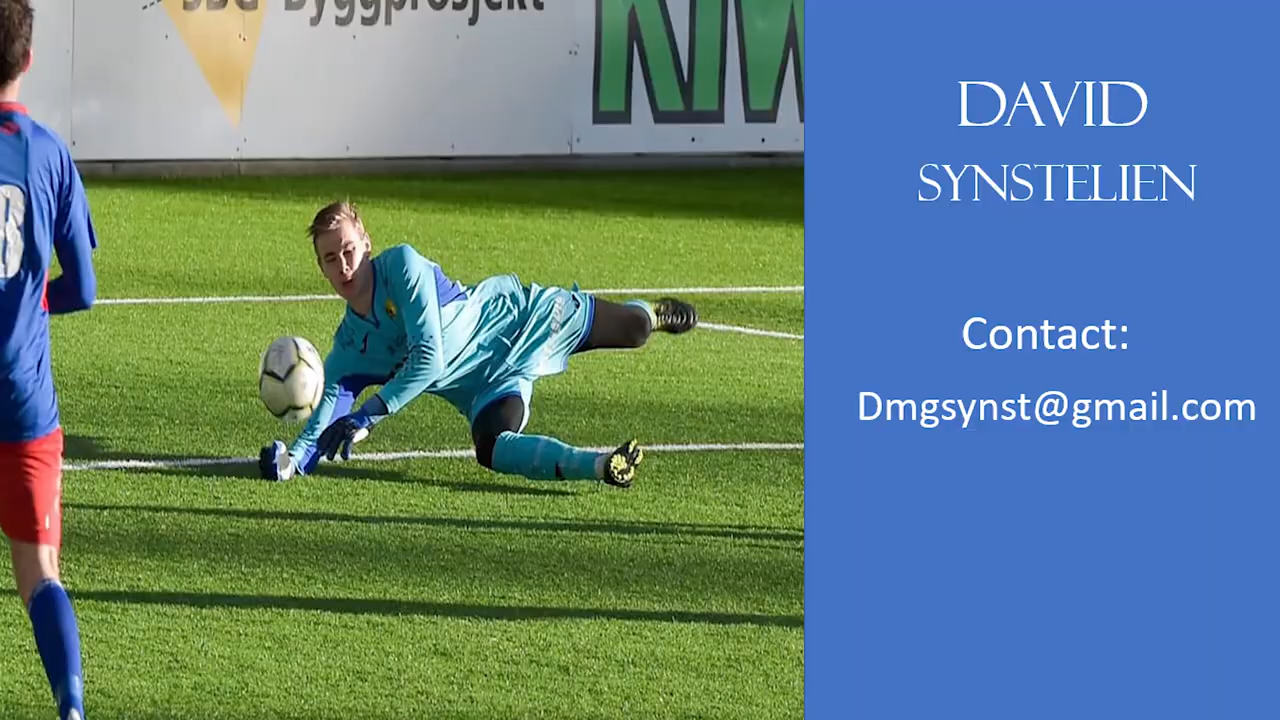 Byggprosjekt
DAVID
SYNSTELIEN
Contact:
Dmgsynst@gmail.com